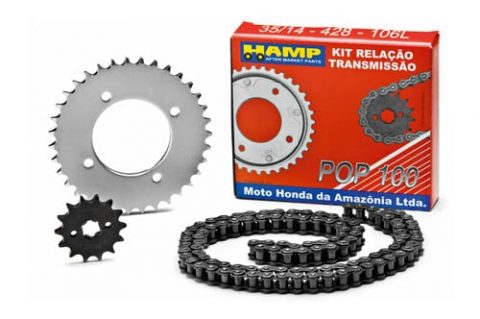 35/14 - 428 - 106L
HAMP
AFTER MARKET PARTS
KIT RELAÇÃO
TRANSMISSÃO
POP 100
Moto Honda da Amazônia Ltda.